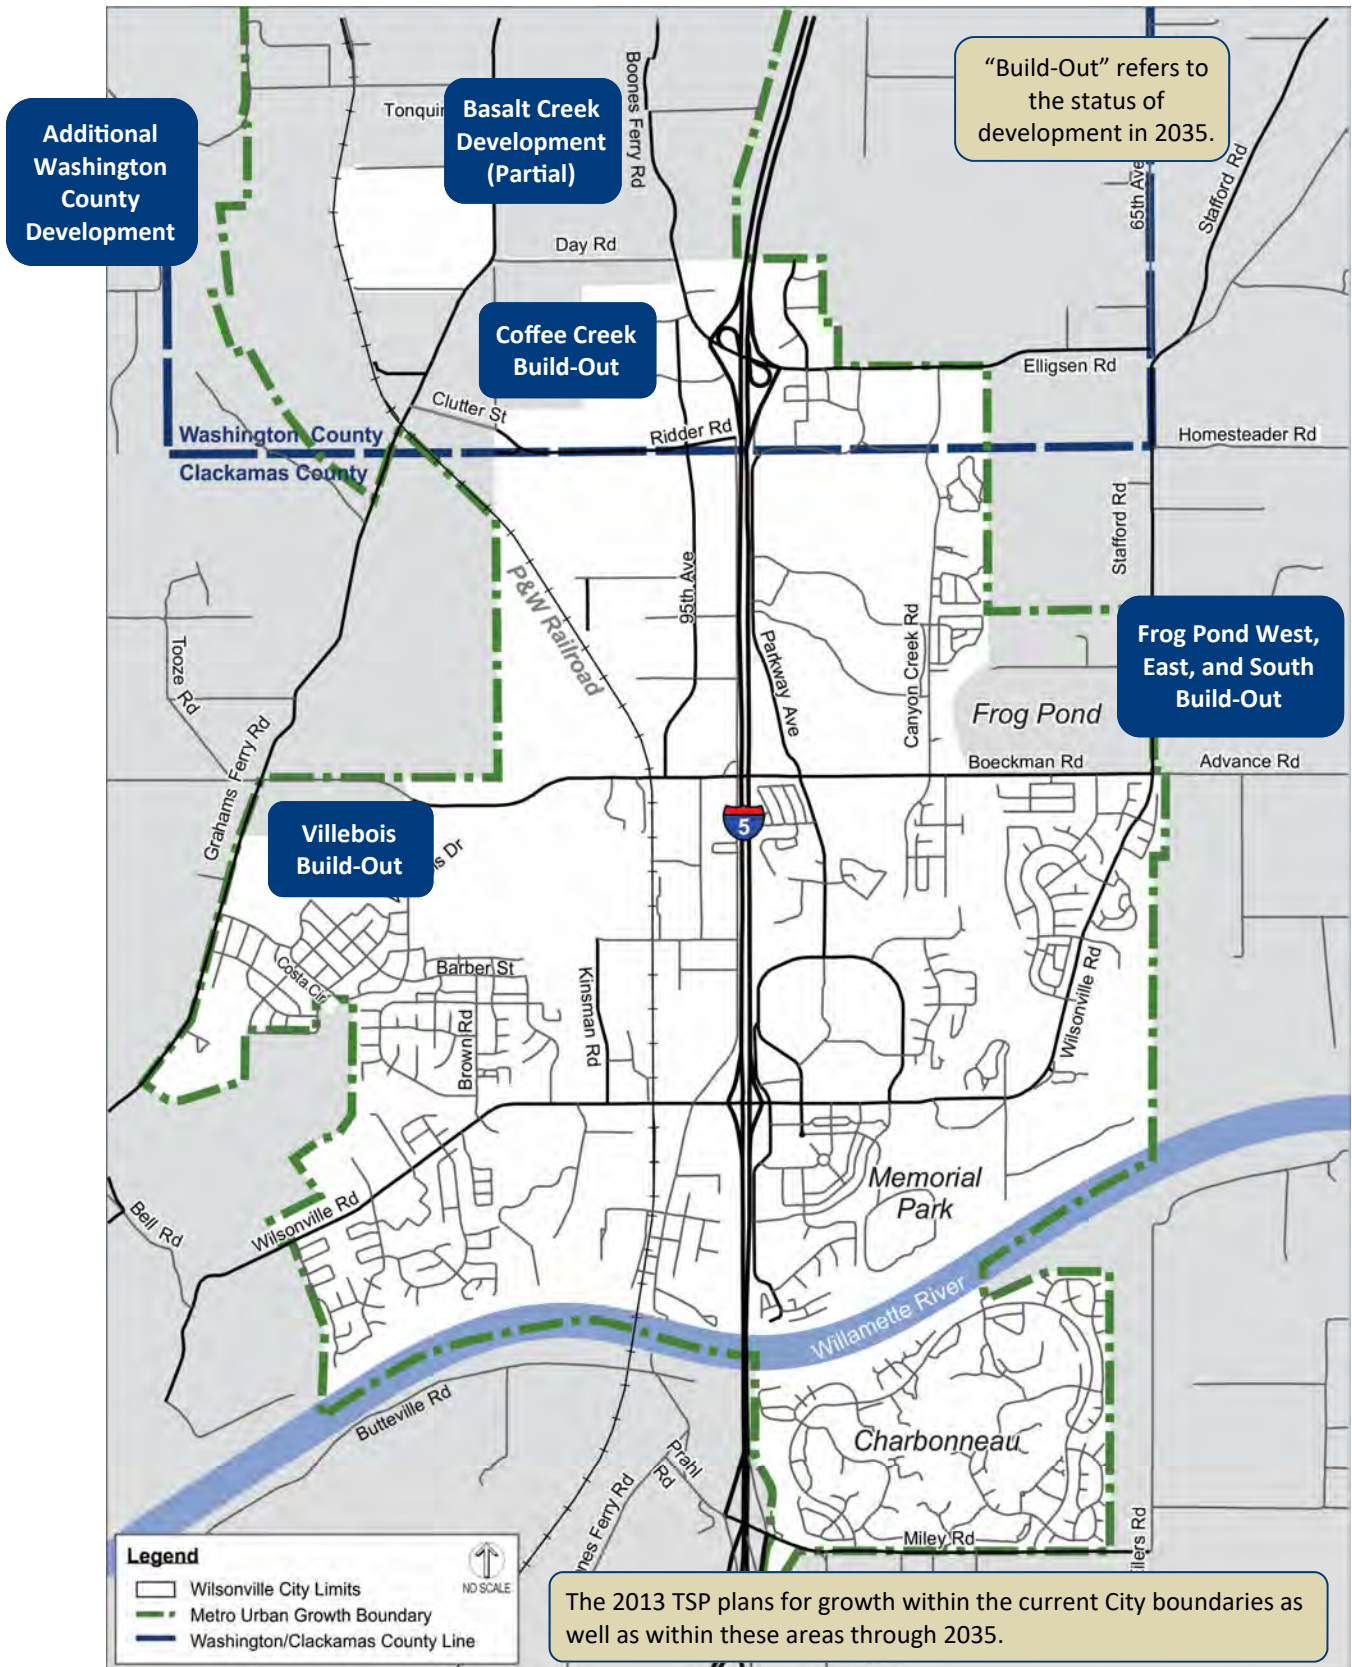 Additional
Washington
County
Development
Basalt Creek
Development
(Partial)
"Build-Out" refers to
the status of
development in 2035.
Boones Ferry Rd
65th Ave
Stafford Rd
Day Rd
Coffee Creek
Build-Out
Elligsen Rd
Clutter St
Ridder Rd
Homesteader Rd
Washington County
Clackamas County
Stafford Rd
P&W Railroad
95th Ave
Parkway Ave
Canyon Creek Rd
Frog Pond West,
East, and South
Build-Out
Tooze Rd
Frog Pond
Grahams Ferry Rd
Boeckman Rd
Advance Rd
Villebois
Build-Out
5
Costa Cir
Barber St
Brown Rd
Kinsman Rd
Wilsonville Rd
Memorial
Park
Bell Rd
Wilsonville Rd
Willamette River
Butteville Rd
Charbonneau
Prahl
Rd
Miley Rd
Legend
NO SCALE
Wilsonville City Limits
Metro Urban Growth Boundary
Washington/Clackamas County Line
The 2013 TSP plans for growth within the current City boundaries as
well as within these areas through 2035.